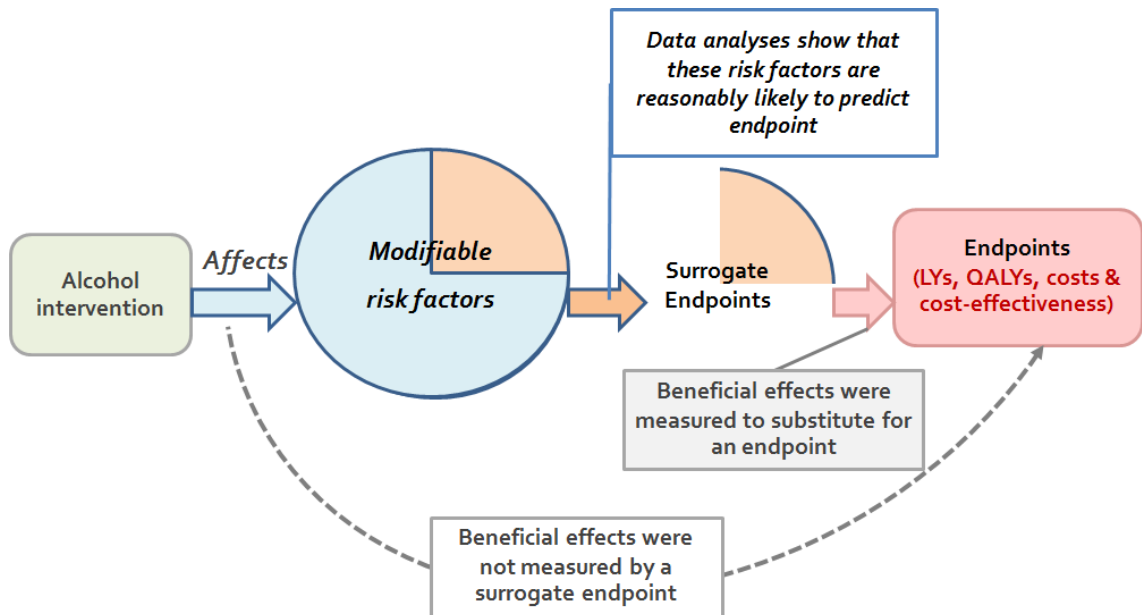 Data analyses show that
these risk factors are
reasonably likely to predict
endpoint
Alcohol
intervention
Affects
Modifiable
risk factors
Surrogate
Endpoints
Endpoints
(LYs, QALYs, costs &
cost-effectiveness)
Beneficial effects were
measured to substitute for
an endpoint
Beneficial effects were
not measured by a
surrogate endpoint